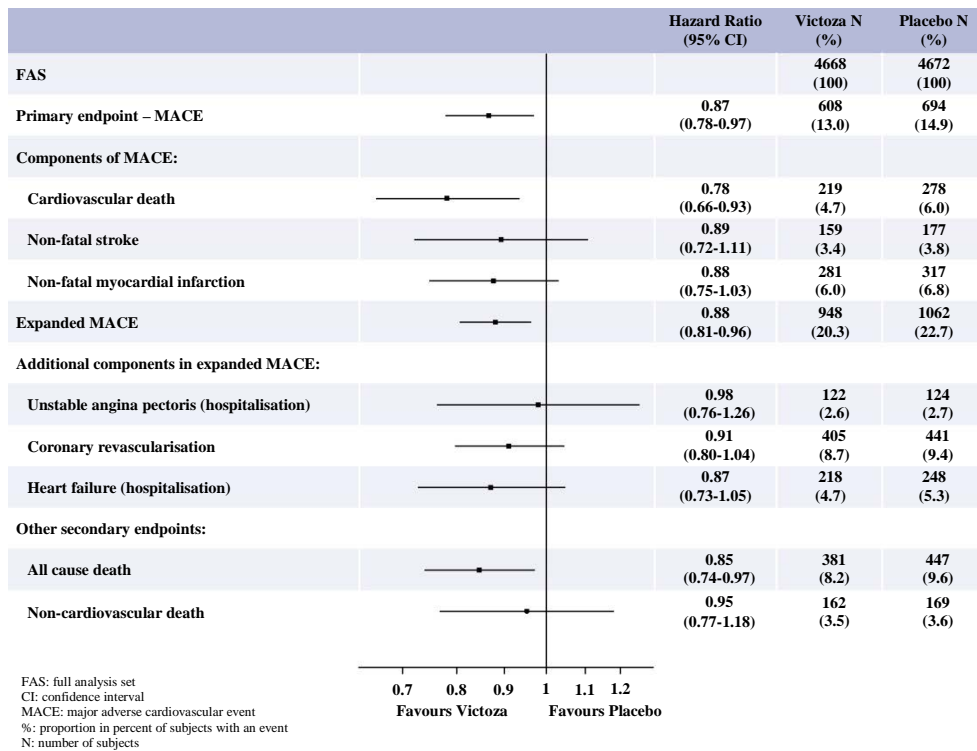 Hazard Ratio Victoza N Placebo N
(95% CI) (%) (%)
FAS 4668 4672
(100) (100)
Primary endpoint – MACE 0.87 608 694
(0.78-0.97) (13.0) (14.9)
Components of MACE:
Cardiovascular death 0.78 219 278
(0.66-0.93) (4.7) (6.0)
Non-fatal stroke 0.89 159 177
(0.72-1.11) (3.4) (3.8)
Non-fatal myocardial infarction 0.88 281 317
(0.75-1.03) (6.0) (6.8)
Expanded MACE 0.88 948 1062
(0.81-0.96) (20.3) (22.7)
Additional components in expanded MACE:
Unstable angina pectoris (hospitalisation) 0.98 122 124
(0.76-1.26) (2.6) (2.7)
Coronary revascularisation 0.91 405 441
(0.80-1.04) (8.7) (9.4)
Heart failure (hospitalisation) 0.87 218 248
(0.73-1.05) (4.7) (5.3)
Other secondary endpoints:
All cause death 0.85 381 447
(0.74-0.97) (8.2) (9.6)
Non-cardiovascular death 0.95 162 169
(0.77-1.18) (3.5) (3.6)
0.7 0.8 0.9 1 1.1 1.2
Favours Victoza Favours Placebo
FAS: full analysis set
CI: confidence interval
MACE: major adverse cardiovascular event
%: proportion in percent of subjects with an event
N: number of subjects